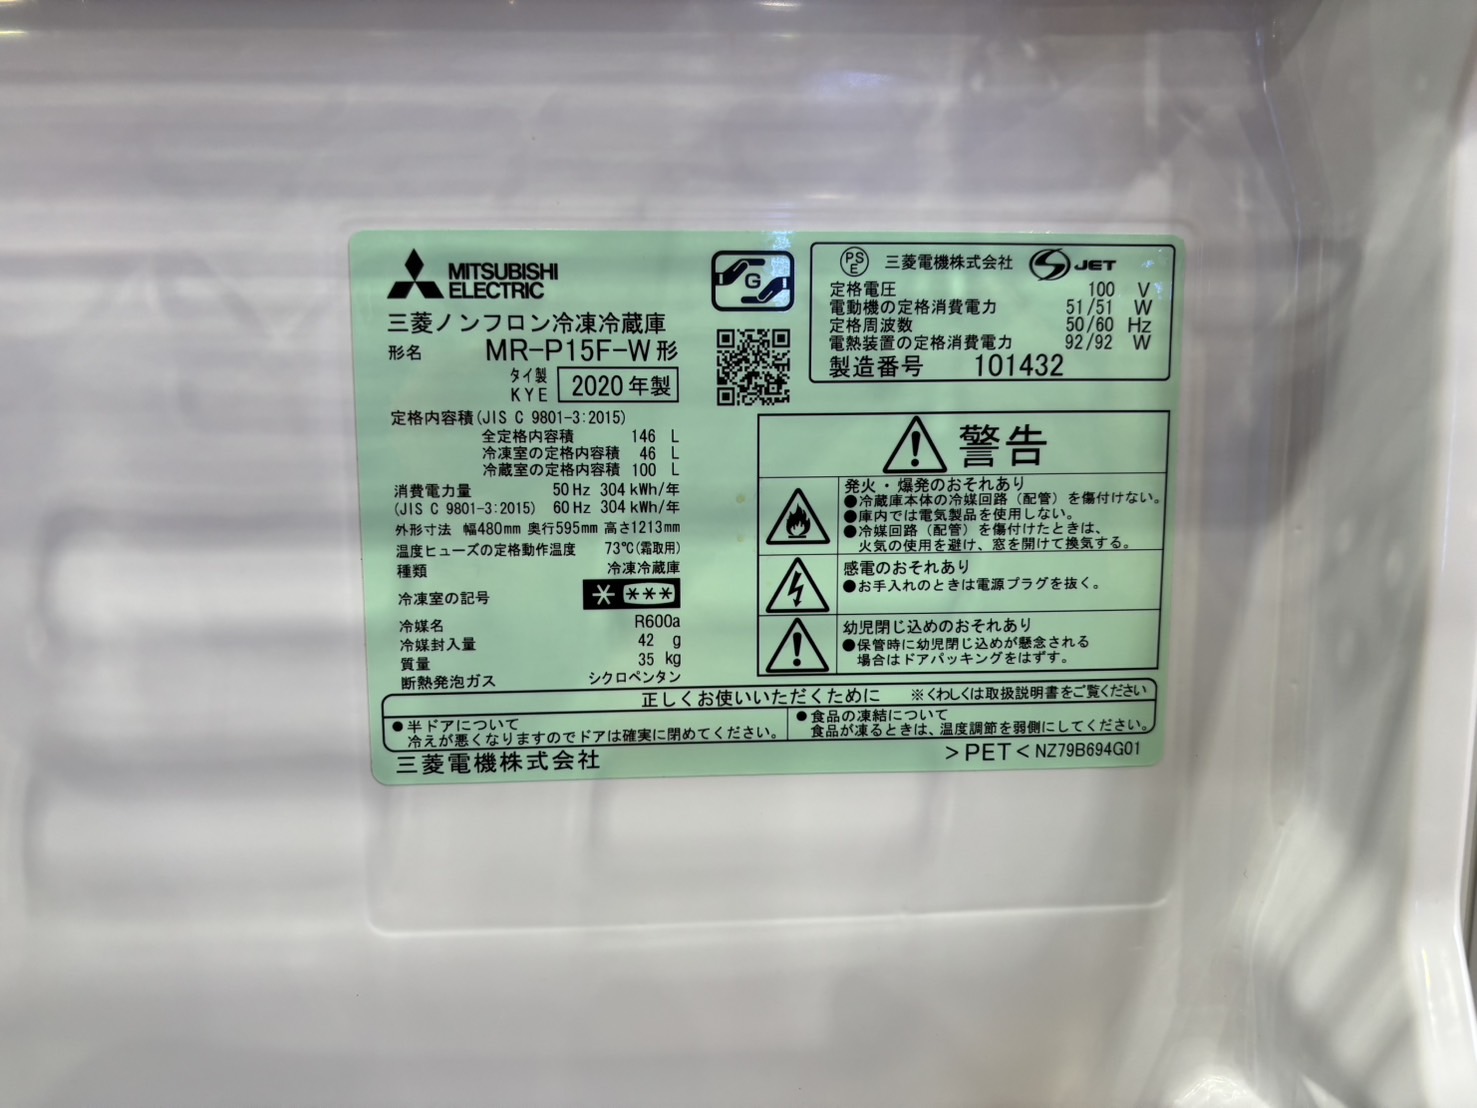 MITSUBISHI
ELECTRIC
三菱ノンフロン冷凍冷蔵庫
形名 MR-P15F-W形
タイ製
KYE 2020年製
定格内容積(JIS C 9801-3:2015)
全定格内容積 146 L
冷凍室の定格内容積 46 L
冷蔵室の定格内容積 100 L
消費電力量 50Hz 304kWh/年
(JIS C 9801-3:2015) 60Hz 304kWh/年
外形寸法 幅480mm 奥行595mm 高さ1213mm
温度ヒューズの定格動作温度 73℃(霜取用)
種類 冷凍冷蔵庫
冷凍室の記号 * ***
冷媒名 R600a
冷媒封入量 42 g
質量 35 kg
断熱発泡ガス シクロペンタン
G
PS
E 三菱電機株式会社 JET
定格電圧 100 V
電動機の定格消費電力 51/51 W
定格周波数 50/60 Hz
電熱装置の定格消費電力 92/92 W
製造番号 101432
警告
発火・爆発のおそれあり
●冷蔵庫本体の冷媒回路(配管)を傷付けない。
●庫内では電気製品を使用しない。
●冷媒回路(配管)を傷付けたときは、
火気の使用を避け、窓を開けて換気する。
感電のおそれあり
●お手入れのときは電源プラグを抜く。
幼児閉じ込めのおそれあり
●保管時に幼児閉じ込めが懸念される
場合はドアパッキングをはずす。
正しくお使いいただくために ※くわしくは取扱説明書をご覧ください
●半ドアについて
冷えが悪くなりますのでドアは確実に閉めてください。
●食品の凍結について
食品が凍るときは、温度調節を弱側にしてください。
三菱電機株式会社 >PET< NZ79B694G01